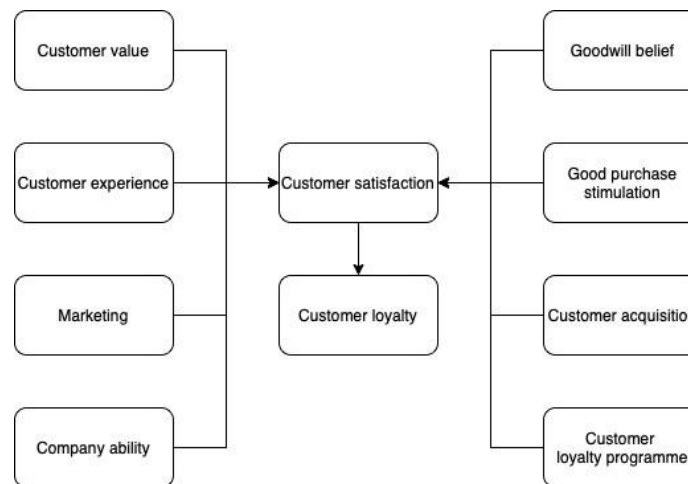 Customer value
Goodwill belief
Customer experience
Customer satisfaction
Good purchase
stimulation
Marketing
Customer loyalty
Customer acquisitio
Company ability
Customer
loyalty programme